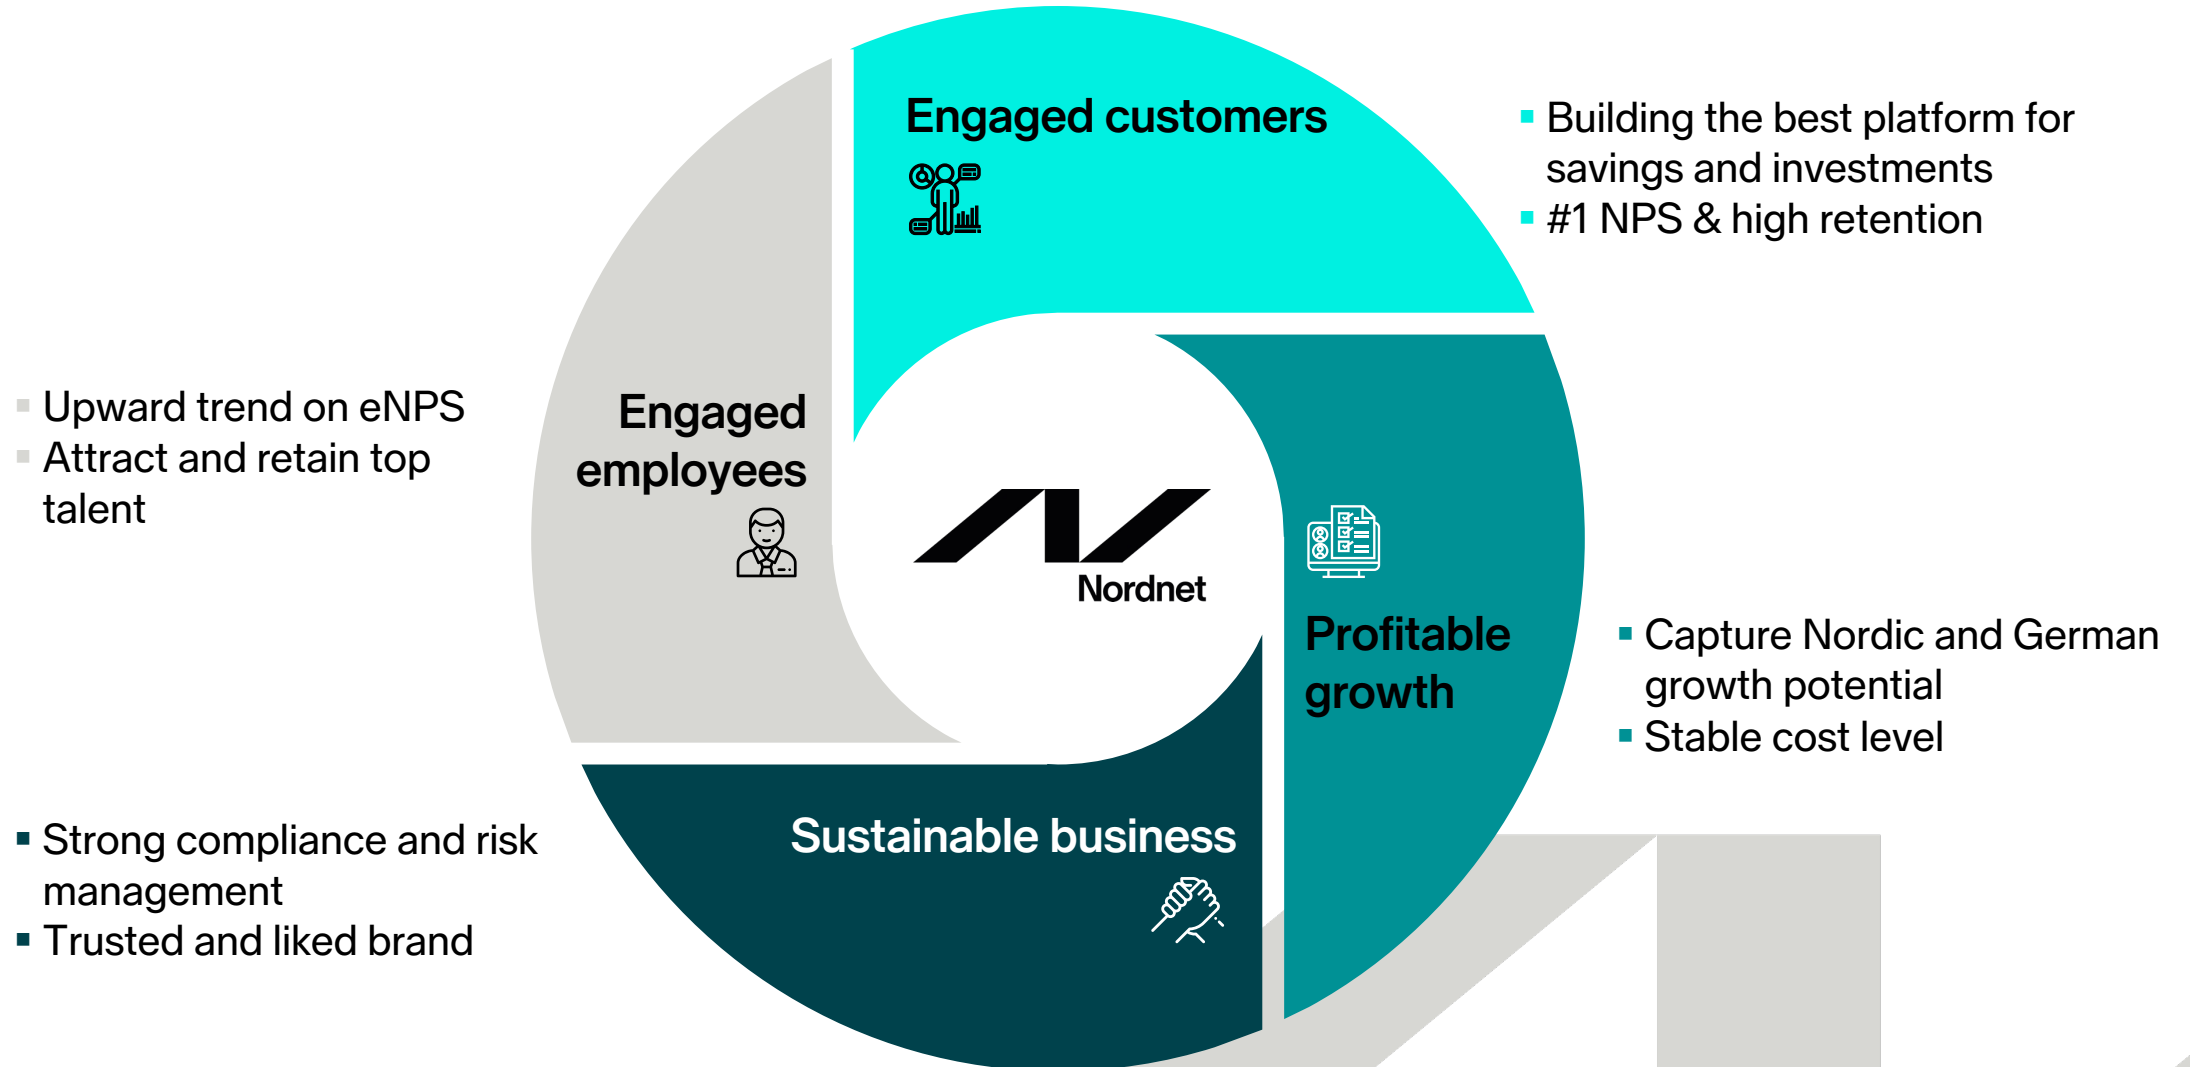 Engaged customers
Building the best platform for
savings and investments
#1 NPS & high retention
Upward trend on eNPS
Attract and retain top
talent
Engaged
employees
Nordnet
Profitable
growth
Capture Nordic and German
growth potential
Stable cost level
Strong compliance and risk
management
Trusted and liked brand
Sustainable business